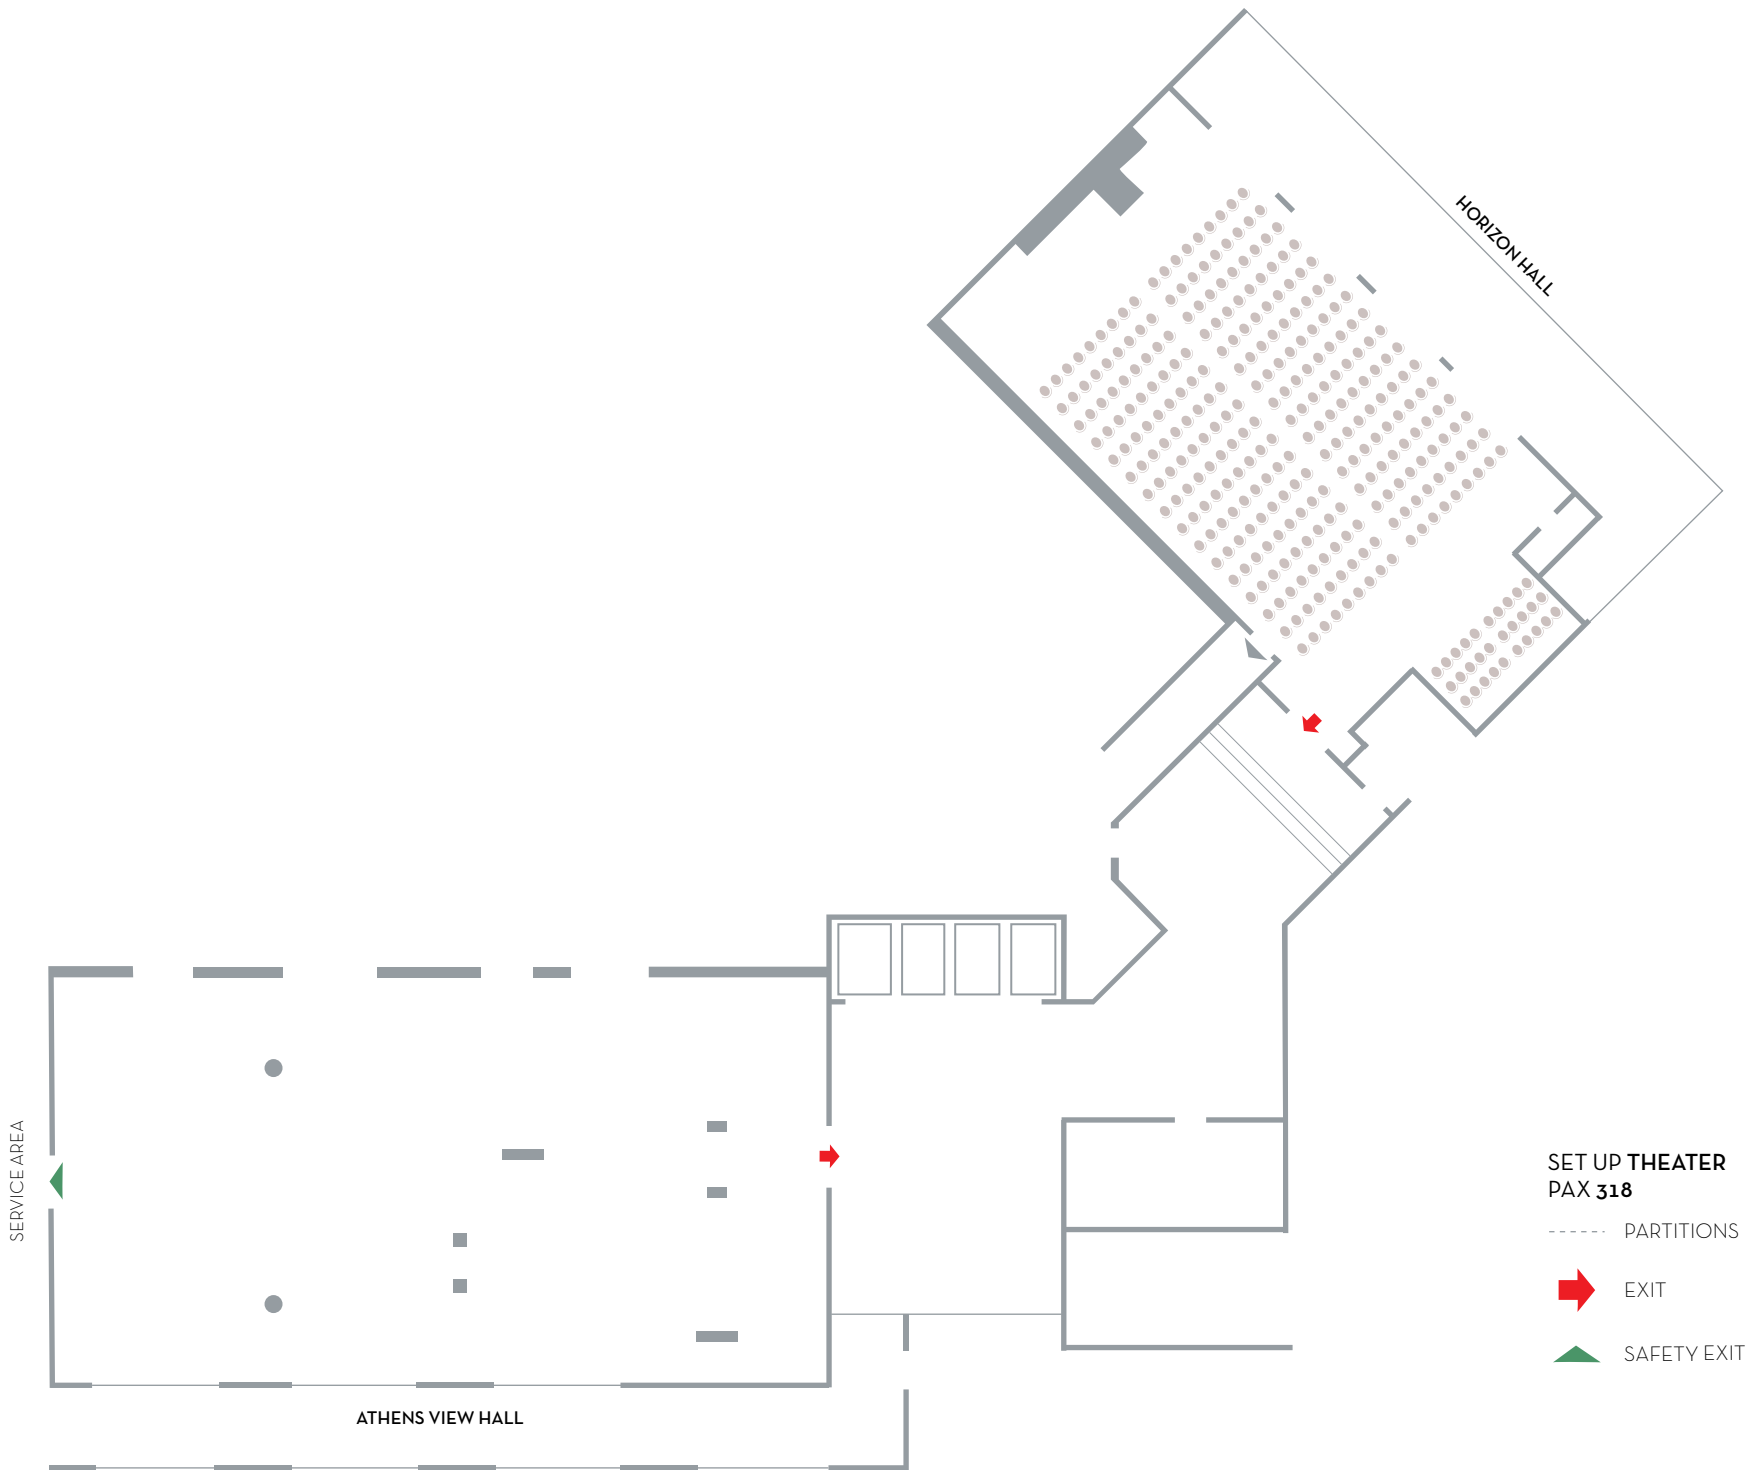 HORIZON HALL
SERVICE AREA
SET UP THEATER
PAX 318
PARTITIONS
EXIT
SAFETY EXIT
ATHENS VIEW HALL